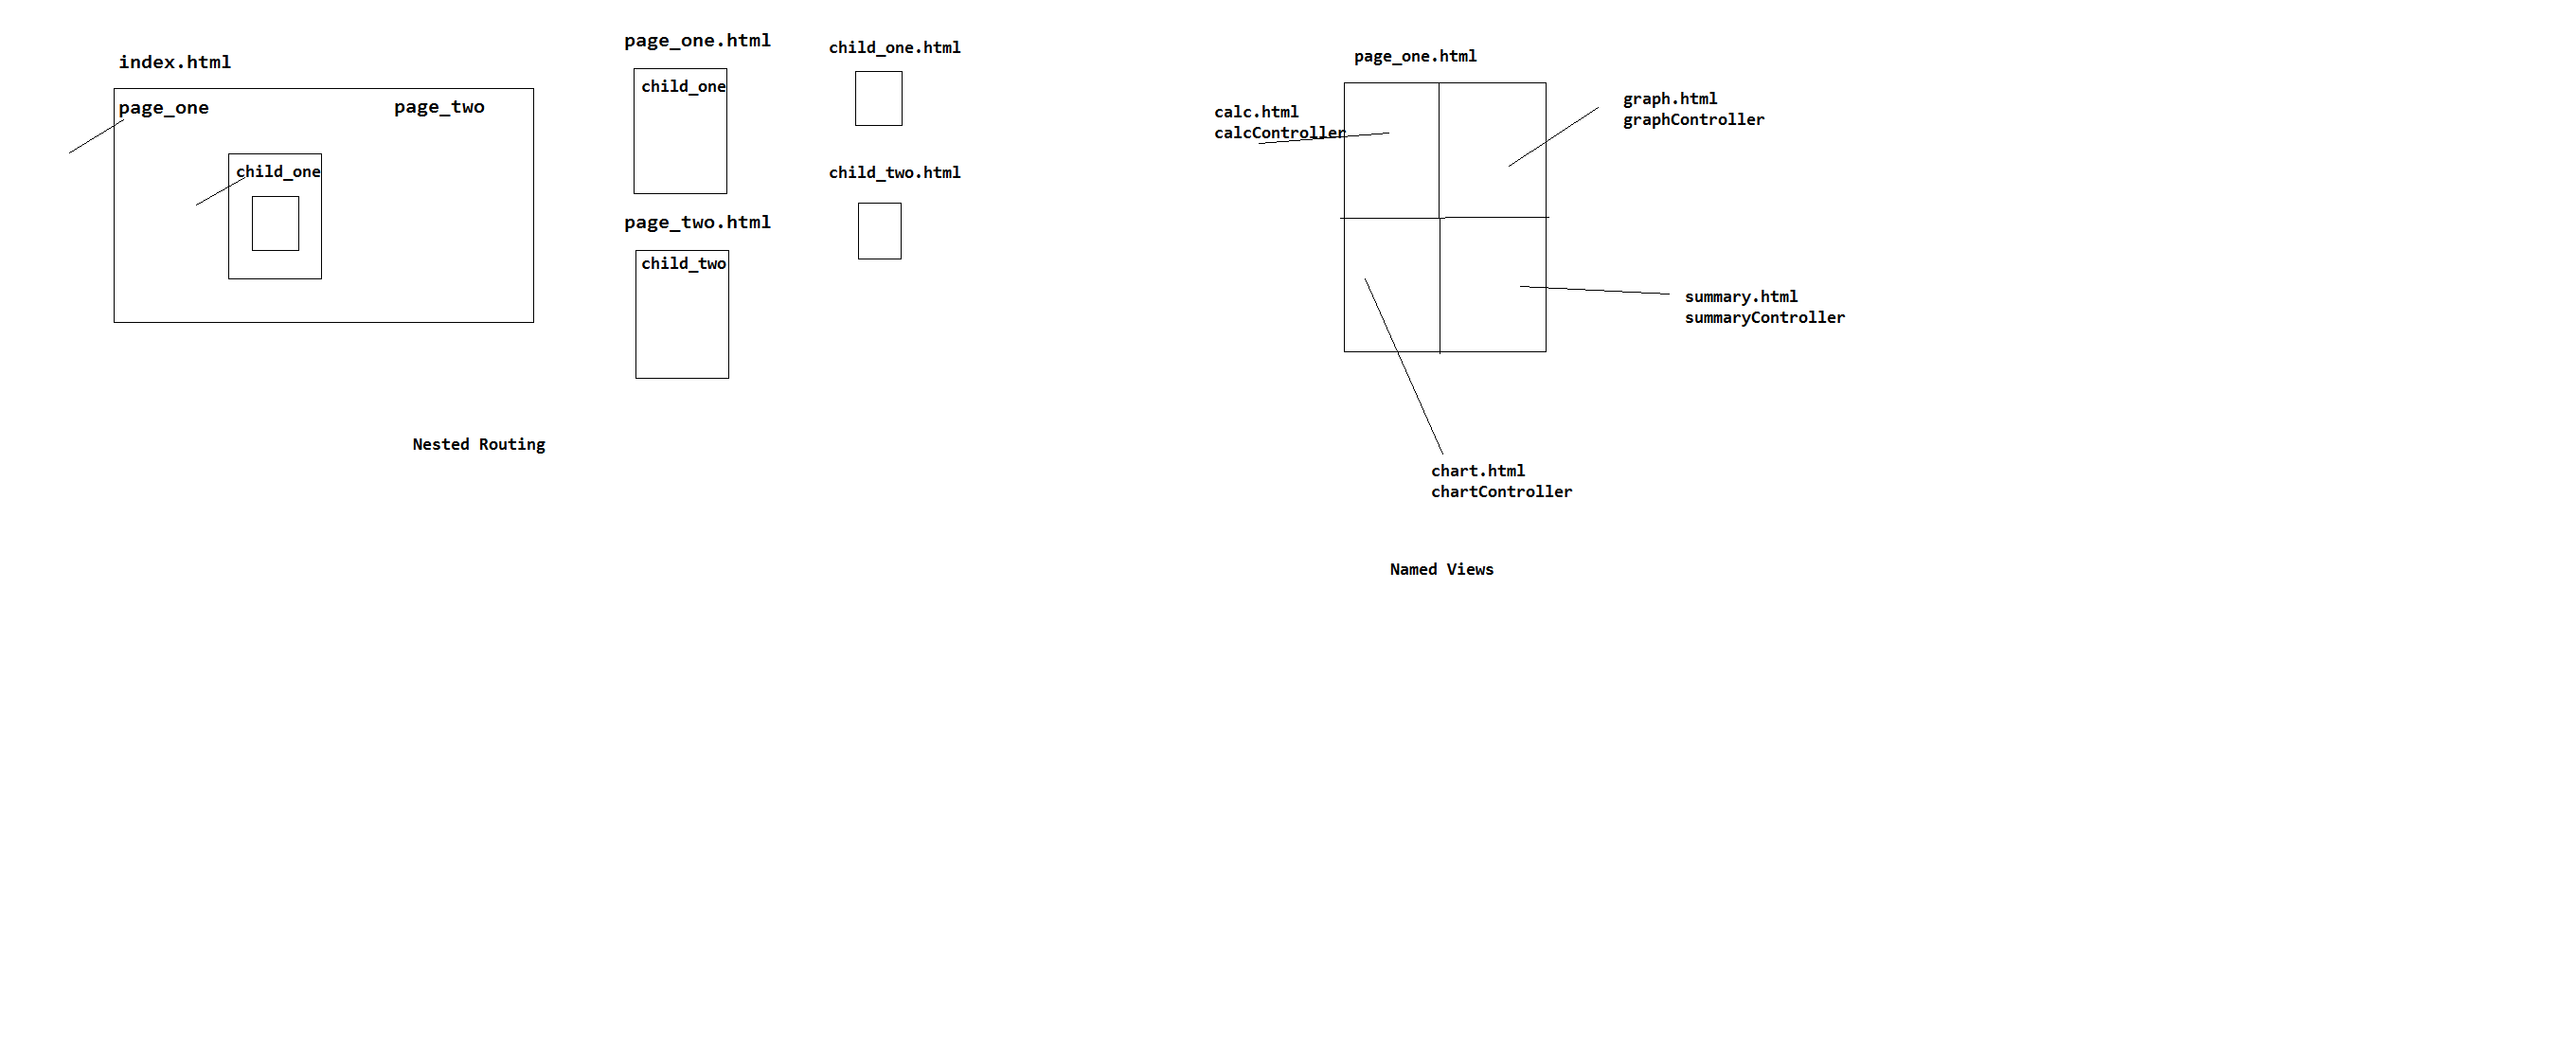 index.html
page_one
page_two
child_one
page_one.html
child_one
page_two.html
child_two
child_one.html
child_two.html
Nested Routing
page_one.html
calc.html
calcController
graph.html
graphController
summary.html
summaryController
chart.html
chartController
Named Views